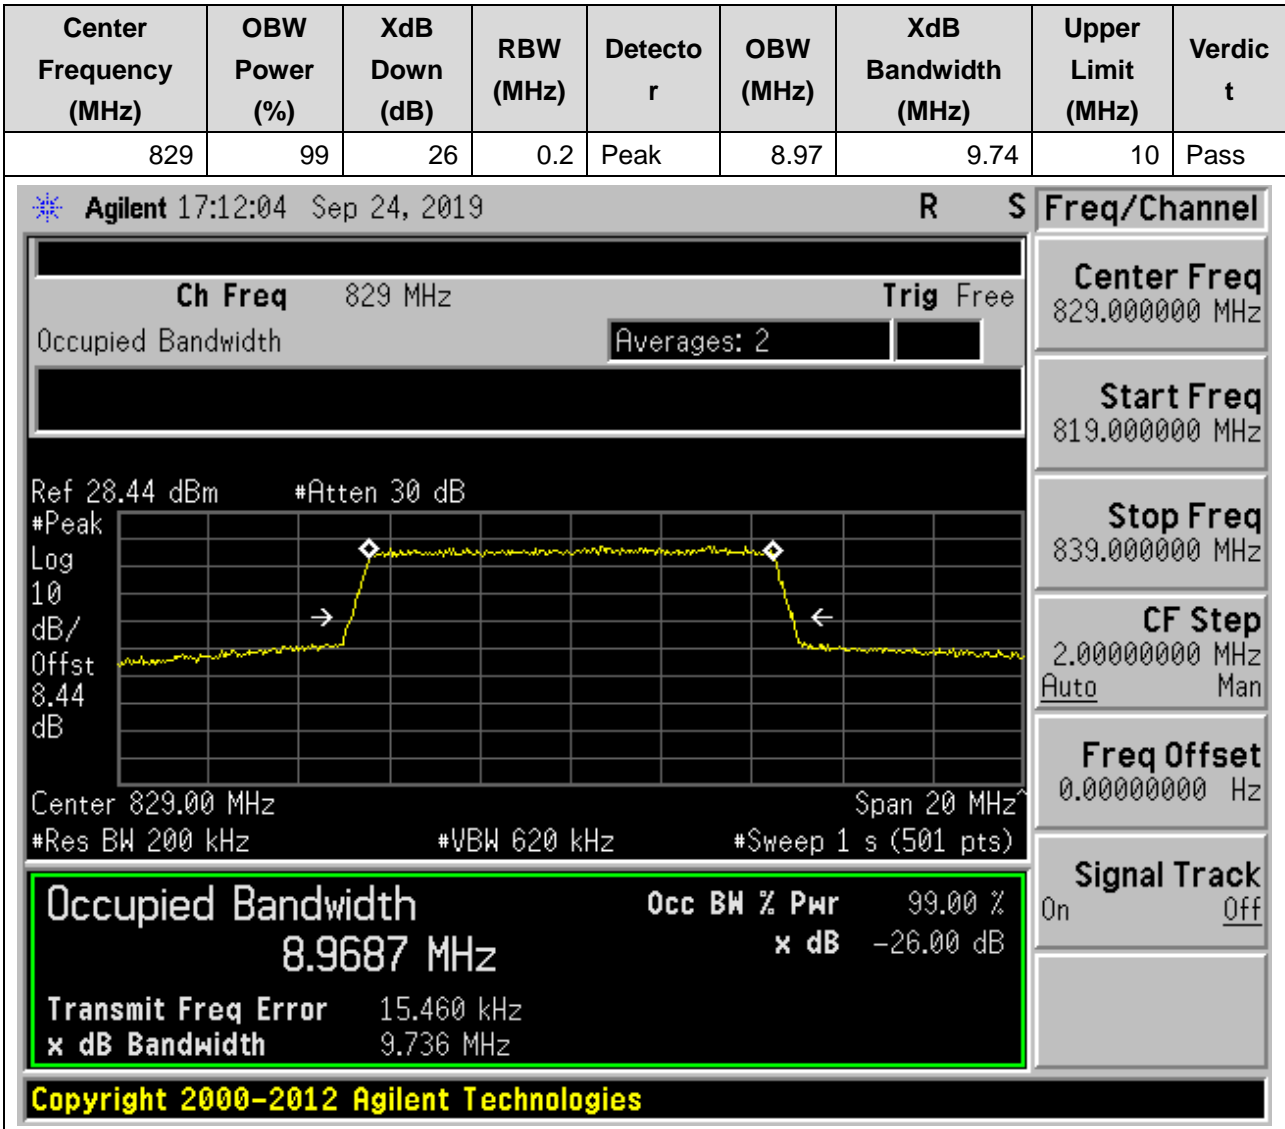 Center Frequency (MHz) OBW Power (%) XdB Down (dB) RBW (MHz) Detecto r OBW (MHz) XdB Bandwidth (MHz) Upper Limit (MHz) Verdic t
829 99 26 0.2 Peak 8.97 9.74 10 Pass
Agilent 17:12:04 Sep 24, 2019 R S
Ch Freq 829 MHz Trig Free
Occupied Bandwidth Averages: 2
Ref 28.44 dBm #Atten 30 dB
#Peak
Log
10
dB/
Offst
8.44
dB
Center 829.00 MHz Span 20 MHz^
#Res BW 200 kHz #VBW 620 kHz #Sweep 1 s (501 pts)
Occupied Bandwidth Occ BW % Pwr 99.00 %
8.9687 MHz x dB -26.00 dB
Transmit Freq Error 15.460 kHz
x dB Bandwidth 9.736 MHz
Copyright 2000-2012 Agilent Technologies
Freq/Channel
Center Freq
829.000000 MHz
Start Freq
819.000000 MHz
Stop Freq
839.000000 MHz
CF Step
2.00000000 MHz
Auto Man
Freq Offset
0.00000000 Hz
Signal Track
On Off